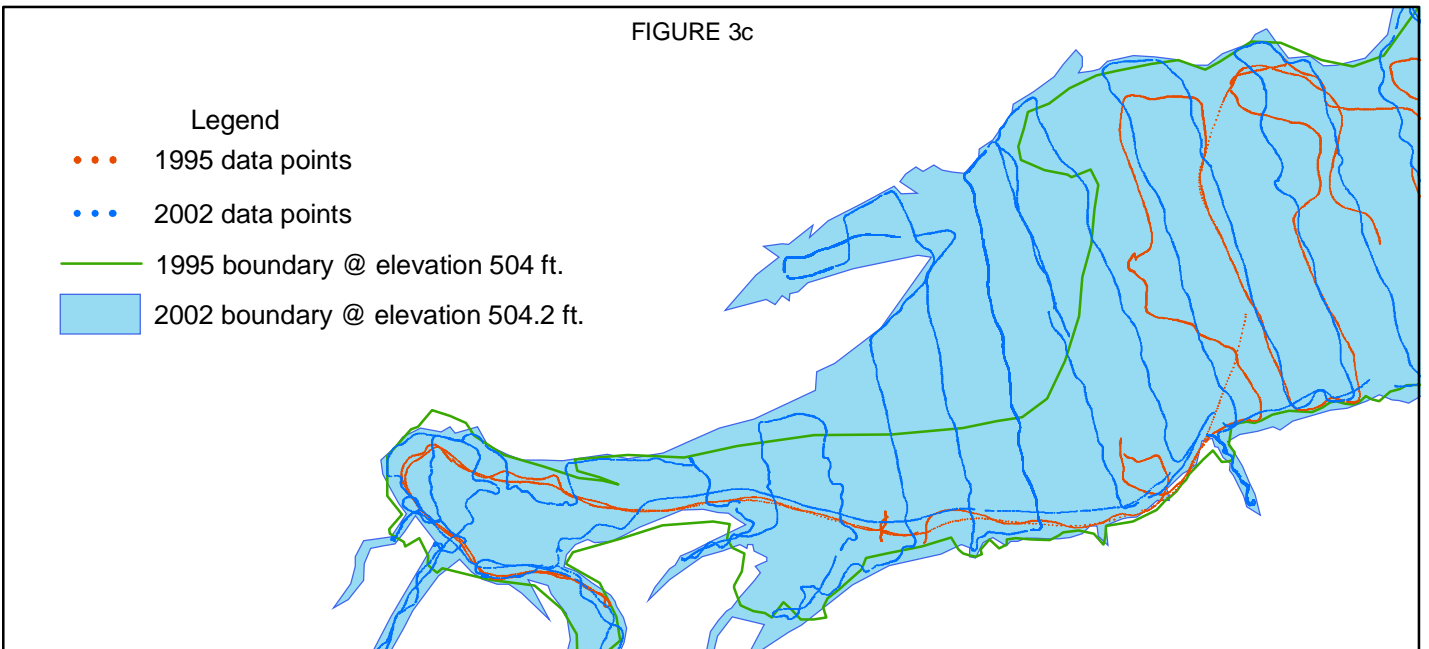 FIGURE 3c
Legend
1995 data points
2002 data points
1995 boundary @ elevation 504 ft.
2002 boundary @ elevation 504.2 ft.